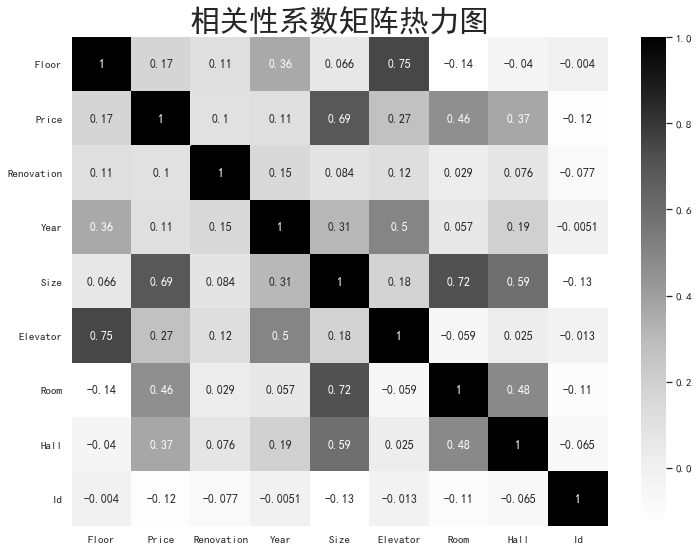 相关性系数矩阵热力图
Floor 1 0.17 0.11 0.36 0.066 0.75 -0.14 -0.04 -0.004
Price 0.17 1 0.1 0.11 0.69 0.27 0.46 0.37 -0.12
Renovation 0.11 0.1 1 0.15 0.084 0.12 0.029 0.076 -0.077
Year 0.36 0.11 0.15 1 0.31 0.5 0.057 0.19 -0.0051
Size 0.066 0.69 0.084 0.31 1 0.18 0.72 0.59 -0.13
Elevator 0.75 0.27 0.12 0.5 0.18 1 -0.059 0.025 -0.013
Room -0.14 0.46 0.029 0.057 0.72 -0.059 1 0.48 -0.11
Hall -0.04 0.37 0.076 0.19 0.59 0.025 0.48 1 -0.065
Id -0.004 -0.12 -0.077 -0.0051 -0.13 -0.013 -0.11 -0.065 1
Floor Price Renovation Year Size Elevator Room Hall Id
1.0
0.8
0.6
0.4
0.2
0.0